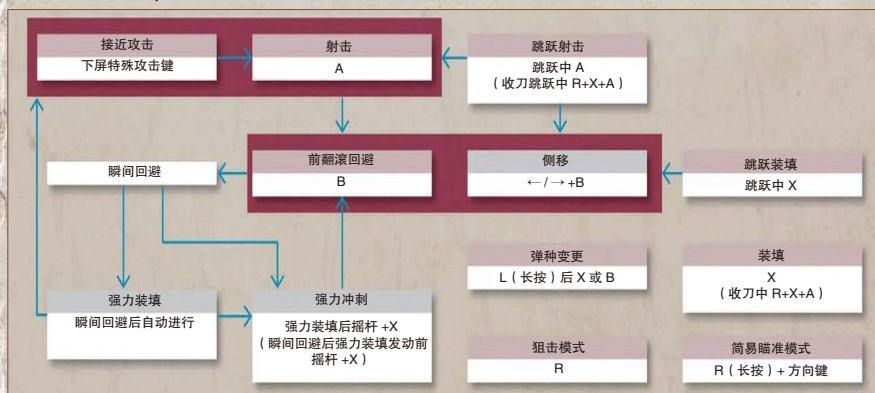 接近攻击
下屏特殊攻击键
射击
A
跳跃射击
跳跃中 A
（收刀跳跃中 R+X+A）
瞬间回避
前翻滚回避
B
侧移
←/→+B
跳跃装填
跳跃中 X
弹种变更
L（长按）后 X 或 B
装填
X
（收刀中 R+X+A）
强力装填
瞬间回避后自动进行
强力冲刺
强力装填后摇杆 +X
（瞬间回避后强力装填发动前
摇杆 +X）
狙击模式
R
简易瞄准模式
R（长按）+ 方向键